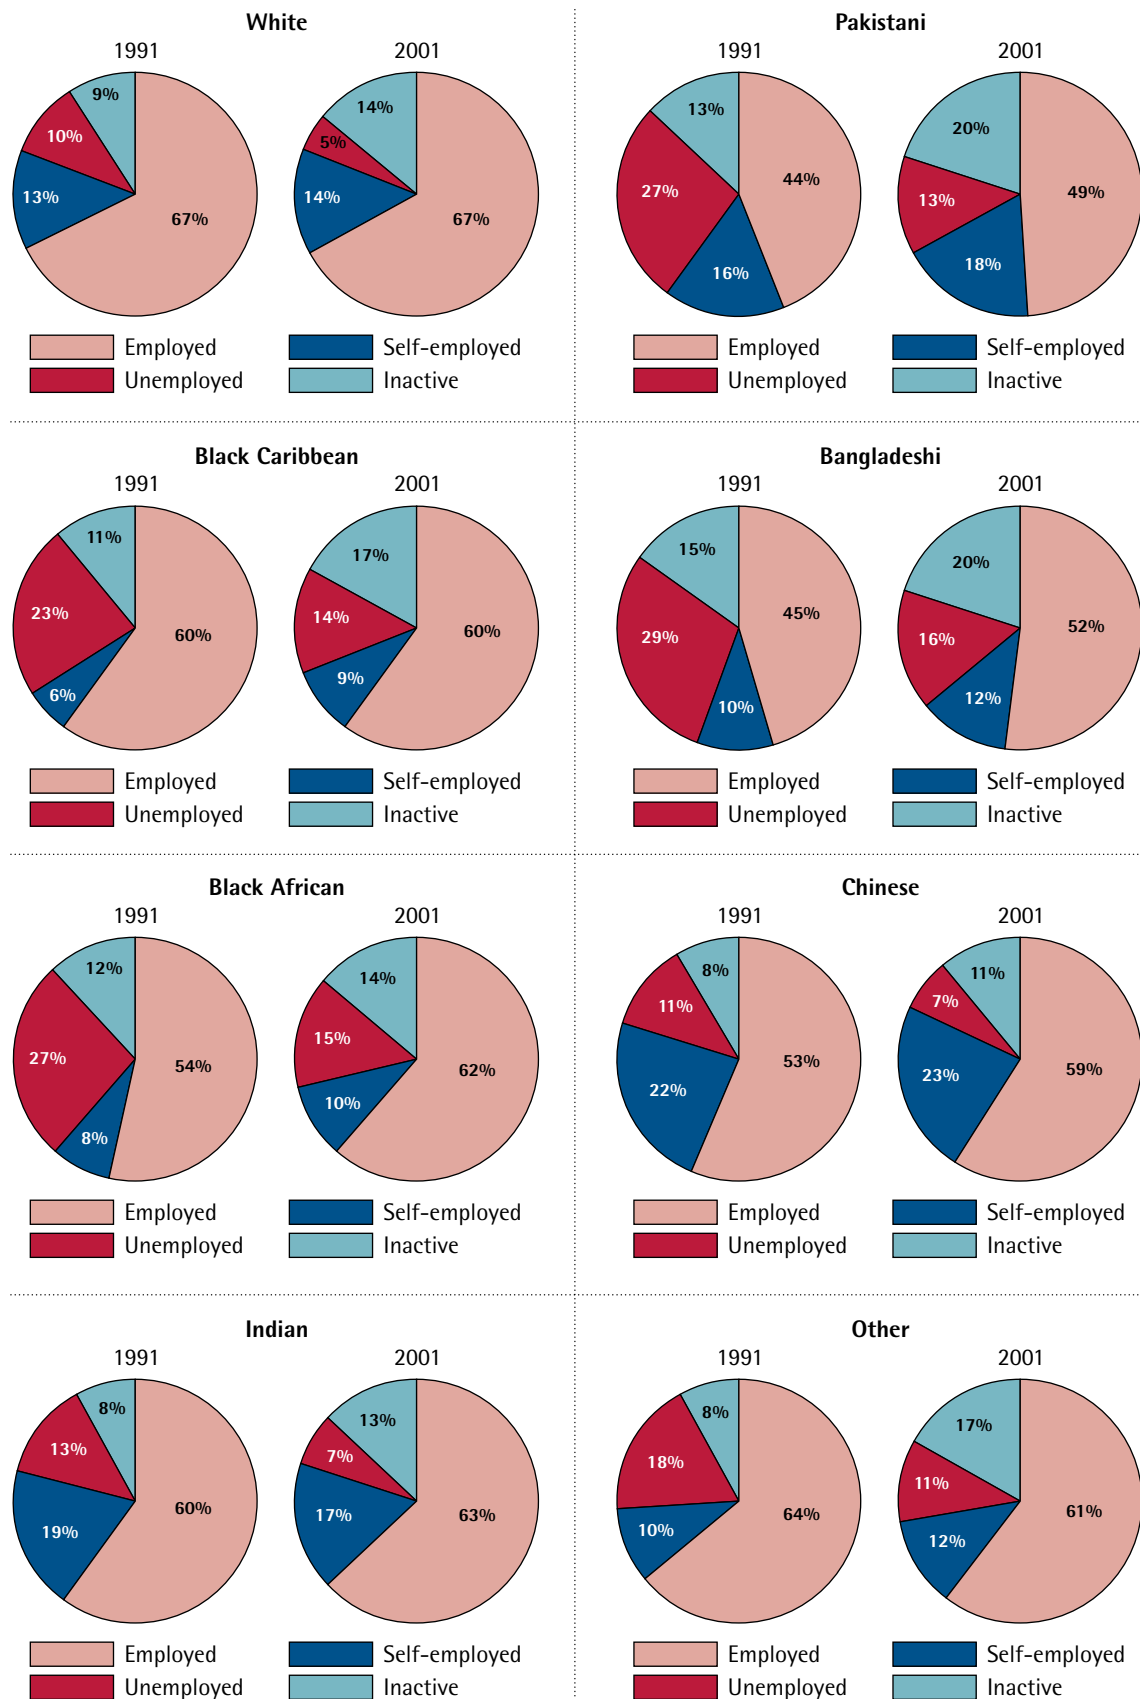 White
1991
2001
9%
10%
13%
67%
14%
5%
14%
67%
Employed
Self-employed
Unemployed
Inactive
Pakistani
1991
2001
13%
27%
44%
16%
20%
13%
49%
18%
Employed
Self-employed
Unemployed
Inactive
Black Caribbean
1991
2001
11%
23%
60%
6%
17%
14%
60%
9%
Employed
Self-employed
Unemployed
Inactive
Bangladeshi
1991
2001
15%
45%
29%
10%
20%
52%
16%
12%
Employed
Self-employed
Unemployed
Inactive
Black African
1991
2001
12%
27%
54%
8%
14%
15%
62%
10%
Employed
Self-employed
Unemployed
Inactive
Chinese
1991
2001
8%
11%
53%
22%
11%
7%
59%
23%
Employed
Self-employed
Unemployed
Inactive
Indian
1991
2001
8%
13%
60%
19%
13%
7%
17%
63%
Employed
Self-employed
Unemployed
Inactive
Other
1991
2001
8%
18%
64%
10%
17%
11%
61%
12%
Employed
Self-employed
Unemployed
Inactive